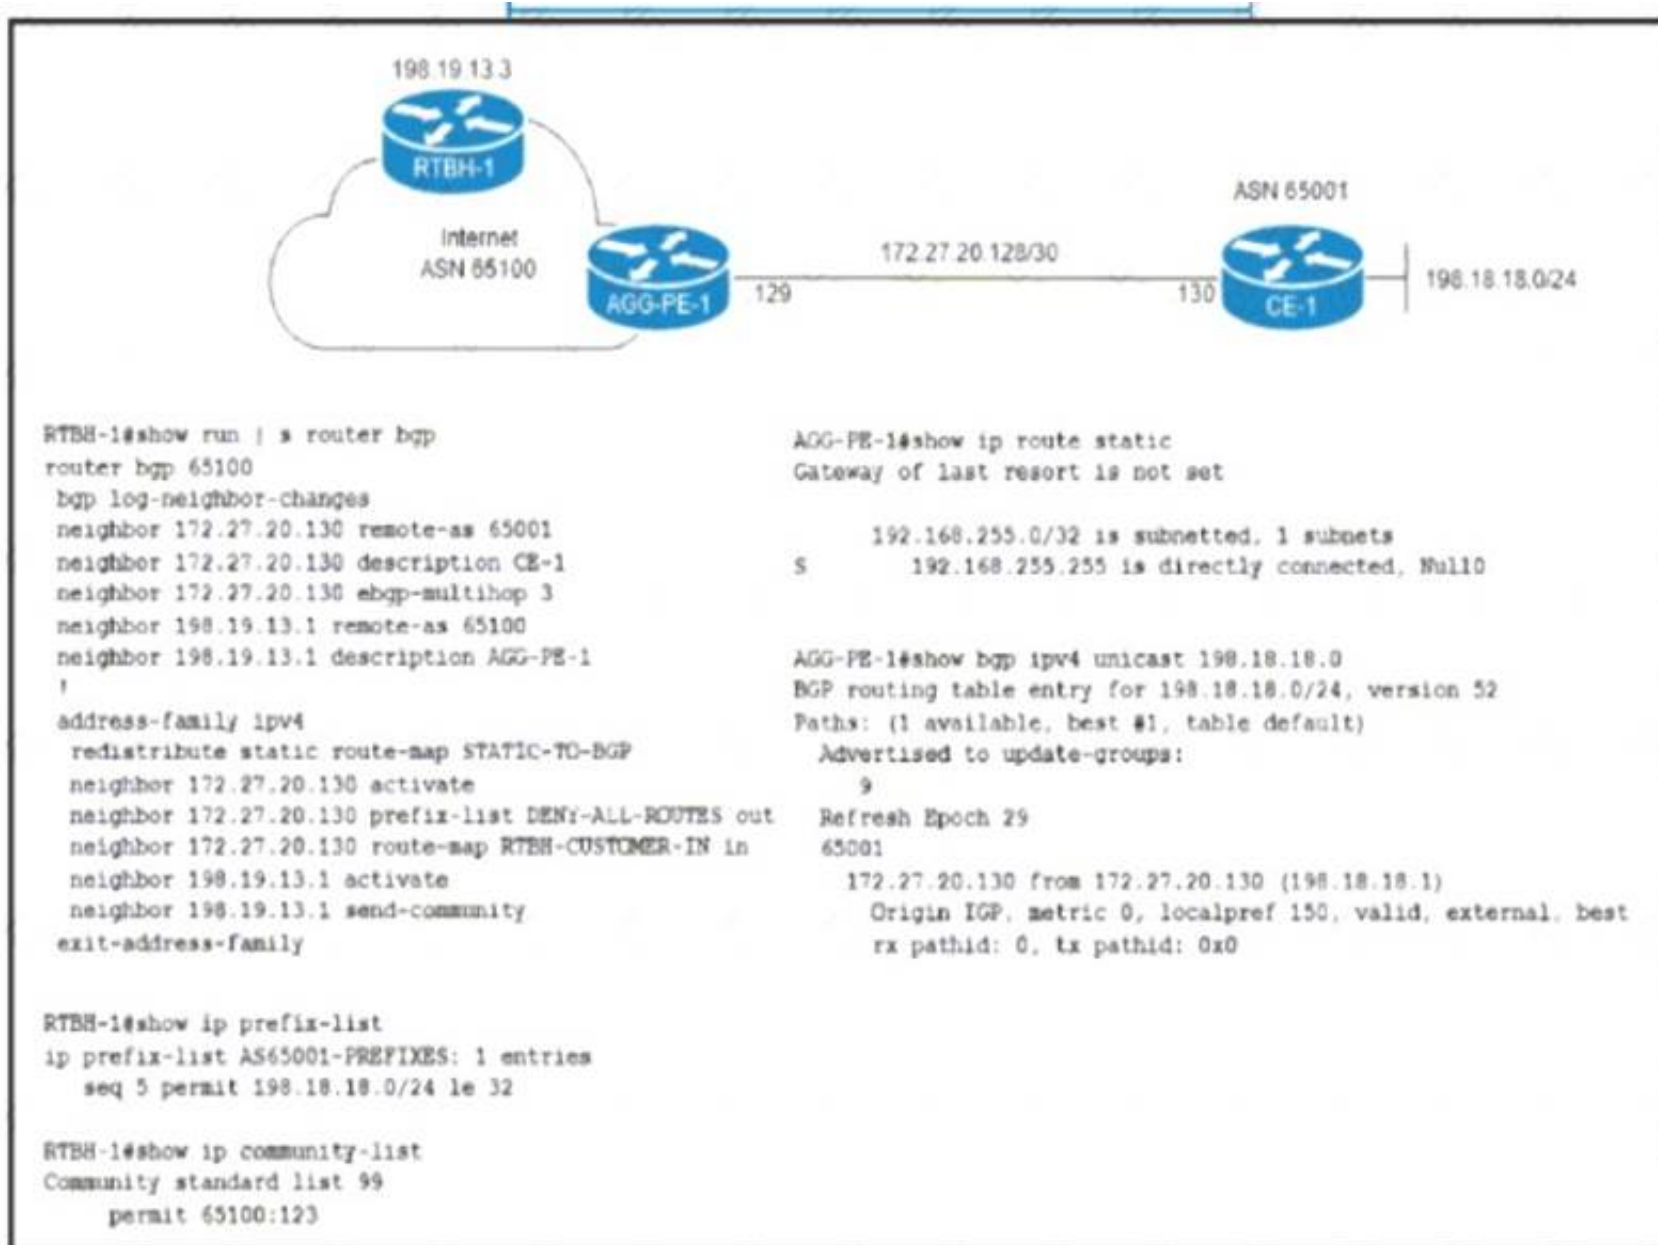 198.19.13.3
RTBH-1
ASN 65001
Internet
ASN 65100
172.27.20.128/30
198.18.18.0/24
129
130
AGG-PE-1
CE-1
RTBH-1#show run | s router bgp
router bgp 65100
bgp log-neighbor-changes
neighbor 172.27.20.130 remote-as 65001
neighbor 172.27.20.130 description CE-1
neighbor 172.27.20.130 ebgp-multihop 3
neighbor 198.19.13.1 remote-as 65100
neighbor 198.19.13.1 description AGG-PE-1
!
address-family ipv4
redistribute static route-map STATIC-TO-BGP
neighbor 172.27.20.130 activate
neighbor 172.27.20.130 prefix-list DENY-ALL-ROUTES out
neighbor 172.27.20.130 route-map RTBH-CUSTOMER-IN in
neighbor 198.19.13.1 activate
neighbor 198.19.13.1 send-community
exit-address-family
RTBH-1#show ip prefix-list
ip prefix-list AS65001-PREFIXES: 1 entries
seq 5 permit 198.18.18.0/24 le 32
RTBH-1#show ip community-list
Community standard list 99
permit 65100:123
AGG-PE-1#show ip route static
Gateway of last resort is not set
192.168.255.0/32 is subnetted, 1 subnets
S 192.168.255.255 is directly connected, Null0
AGG-PE-1#show bgp ipv4 unicast 198.18.18.0
BGP routing table entry for 198.18.18.0/24, version 52
Paths: (1 available, best #1, table default)
Advertised to update-groups:
9
Refresh Epoch 29
65001
172.27.20.130 from 172.27.20.130 (198.18.18.1)
Origin IGP, metric 0, localpref 150, valid, external, best
rx pathid: 0, tx pathid: 0x0